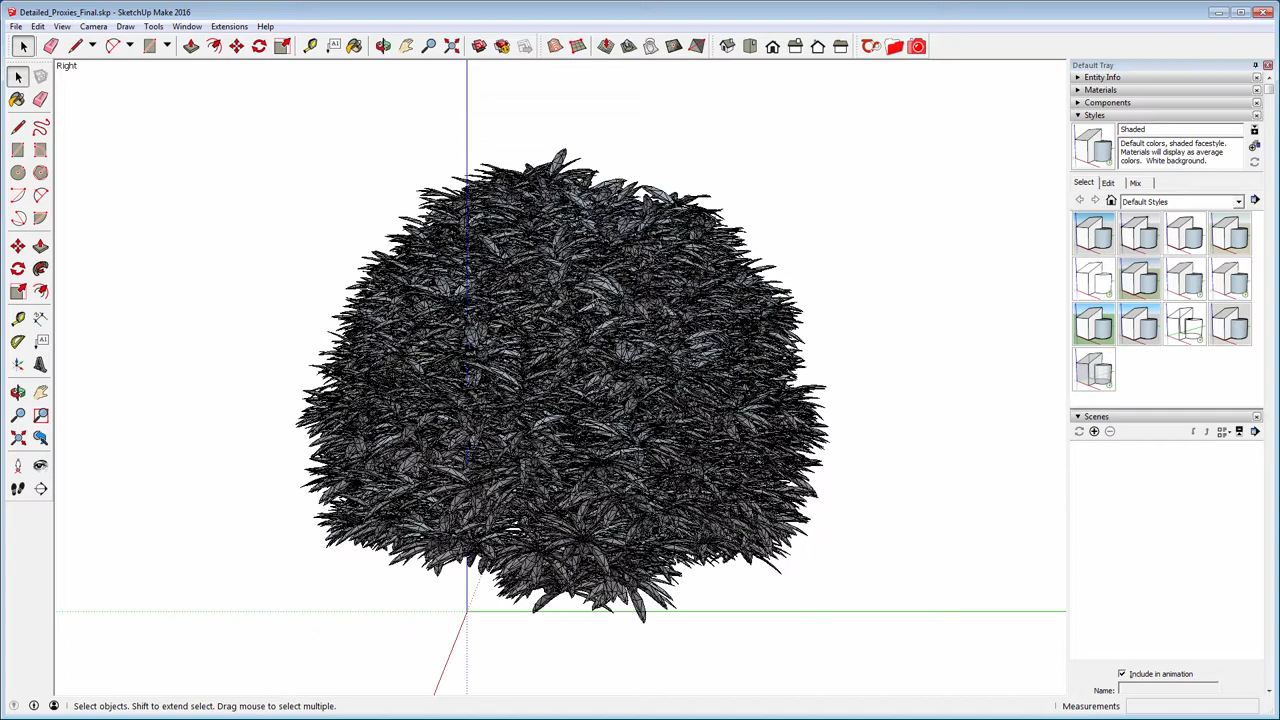 Detailed_Proxies_Final.skp - SketchUp Make 2016
File Edit View Camera Draw Tools Window Extensions Help
Right
A1
A1
Default Tray
Entity Info
Materials
Components
Styles
Shaded
Default colors, shaded facestyle.
Materials will display as average
colors. White background.
Select Edit Mix
Default Styles
Scenes
Include in animation
Name:
Select objects. Shift to extend select. Drag mouse to select multiple.
Measurements